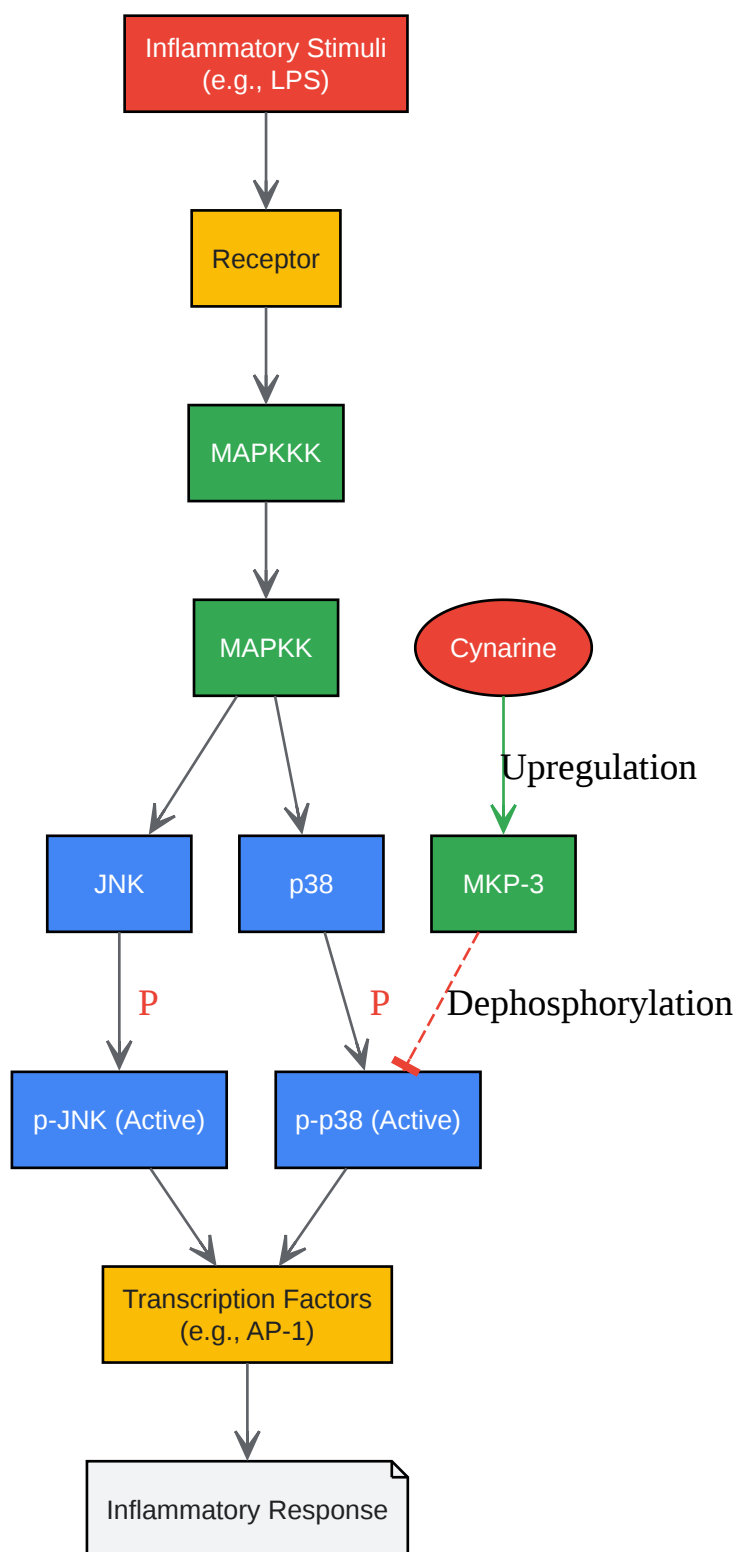 Inflammatory Stimuli
(e.g., LPS)
Receptor
MAPKKK
MAPKK
Cynarine
Upregulation
JNK
p38
MKP-3
P
P
Dephosphorylation
p-JNK (Active)
p-p38 (Active)
Transcription Factors
(e.g., AP-1)
Inflammatory Response